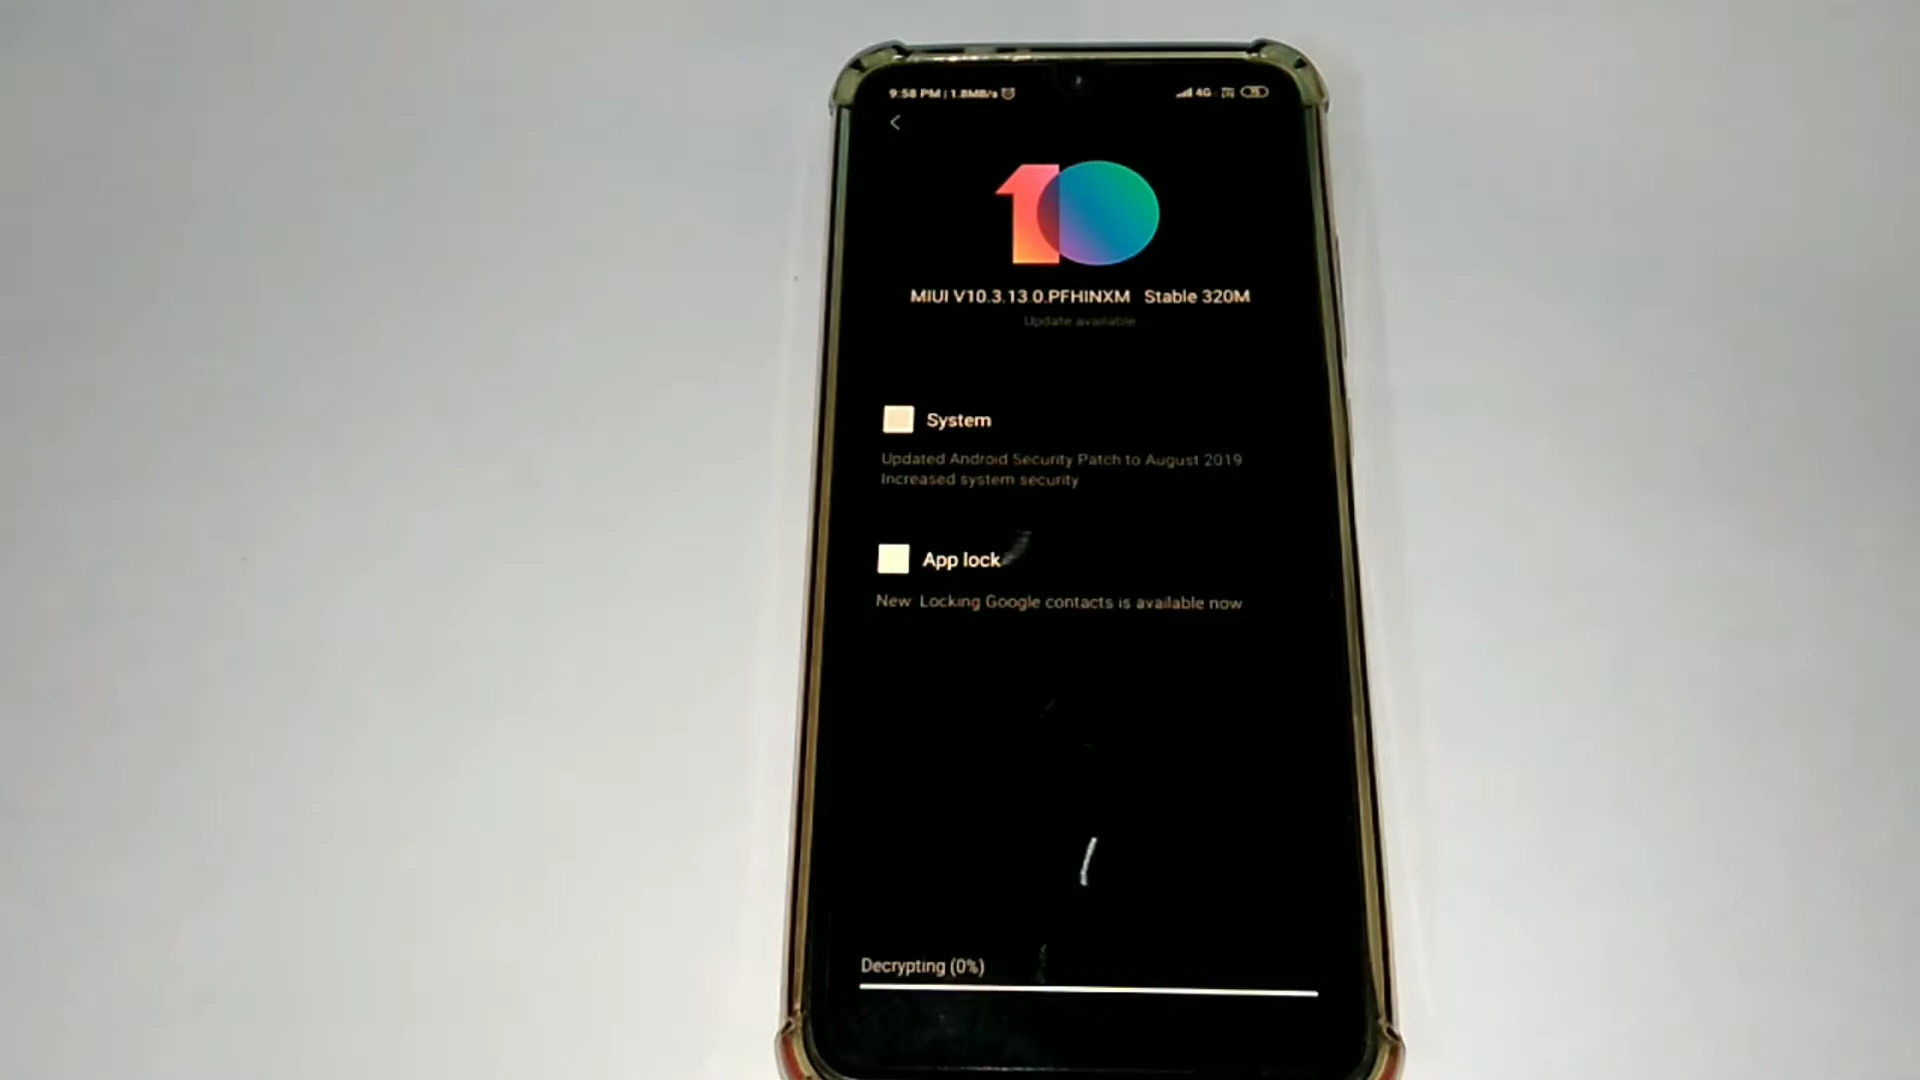 9:58 PM | 1.8MB/s
4G
10
MIUI V10.3.13.0.PFHINXM Stable 320M
Update available
System
Updated Android Security Patch to August 2019
Increased system security
App lock
New Locking Google contacts is available now
Decrypting (0%)